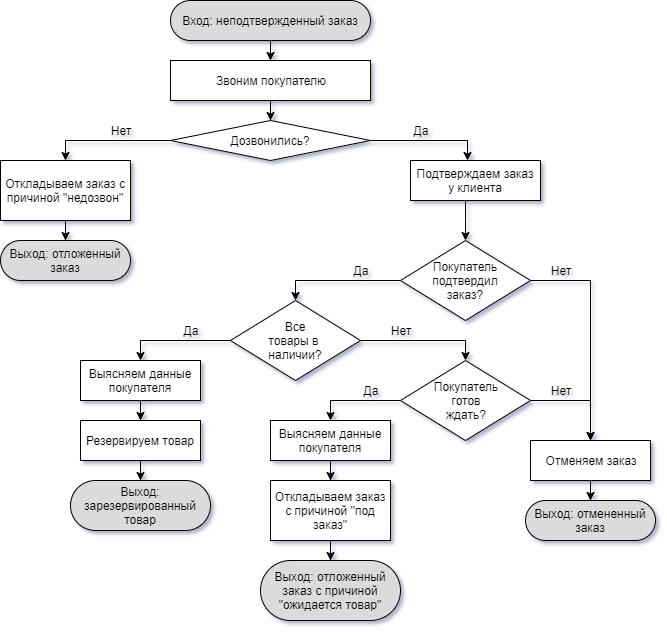 Вход: неподтвержденный заказ
Звоним покупателю
Дозвонились?
Нет
Да
Откладываем заказ с
причиной "недозвон"
Подтверждаем заказ
у клиента
Выход: отложенный
заказ
Покупатель
подтвердил
заказ?
Да
Нет
Все
товары в
наличии?
Да
Нет
Выясняем данные
покупателя
Покупатель
готов
ждать?
Да
Нет
Резервируем товар
Выясняем данные
покупателя
Отменяем заказ
Выход:
зарезервированный
товар
Откладываем заказ
с причиной "под
заказ"
Выход: отмененный
заказ
Выход: отложенный
заказ с причиной
"ожидается товар"